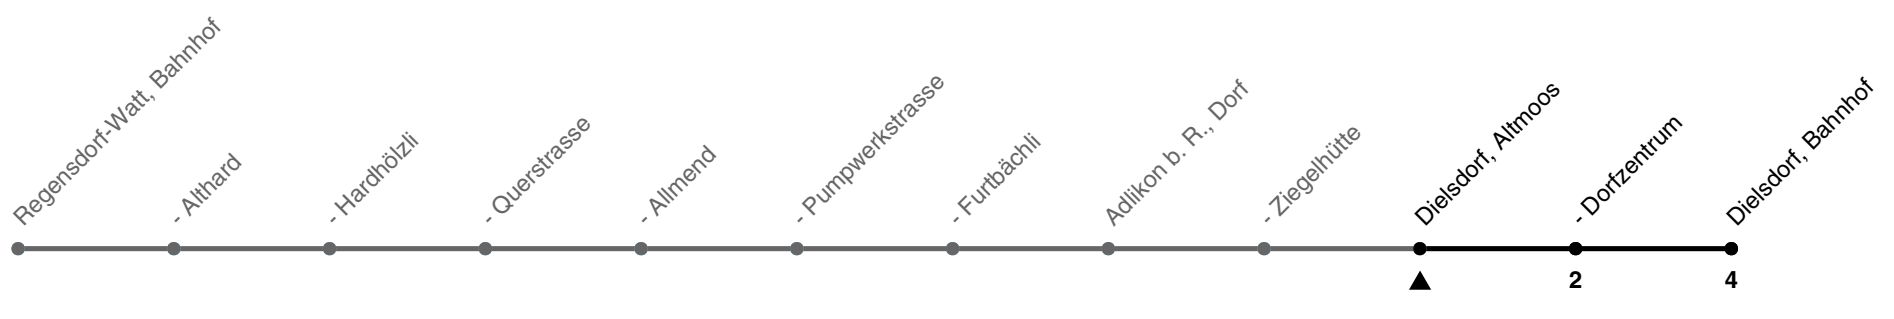 Regensdorf-Watt, Bahnhof
- Althard
- Hardhölzli
- Querstrasse
- Allmend
- Pumpwerkstrasse
- Furtbächli
Adlikon b. R., Dorf
- Ziegelhütte
Dielsdorf, Altmoos
- Dorfzentrum
Dielsdorf, Bahnhof
2
4